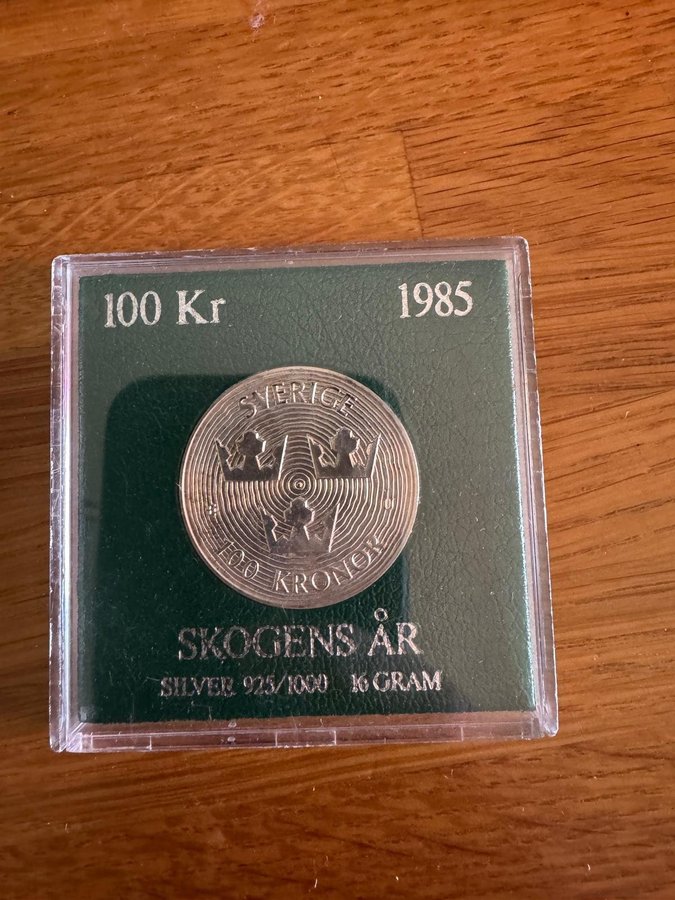 100 Kr 1985
SVERIGE
100 KRONOR
SKOGENS ÅR
SILVER 925/1000 16 GRAM